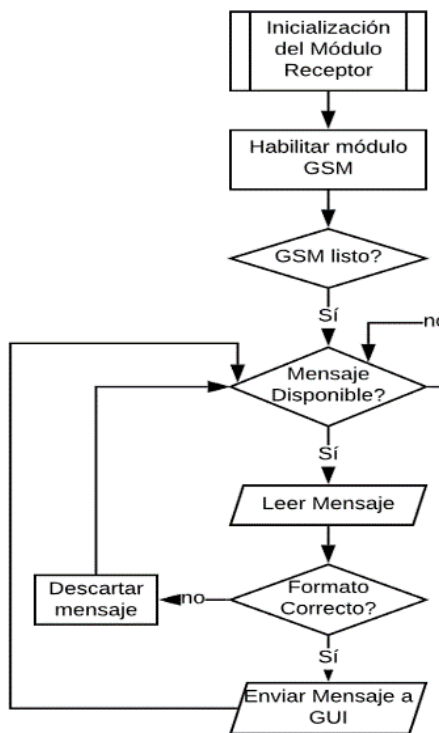 Inicialización
del Módulo
Receptor
Habilitar módulo
GSM
GSM listo?
Sí
no
Mensaje
Disponible?
Sí
Leer Mensaje
Formato
Correcto?
no
Descartar
mensaje
Sí
Enviar Mensaje a
GUI